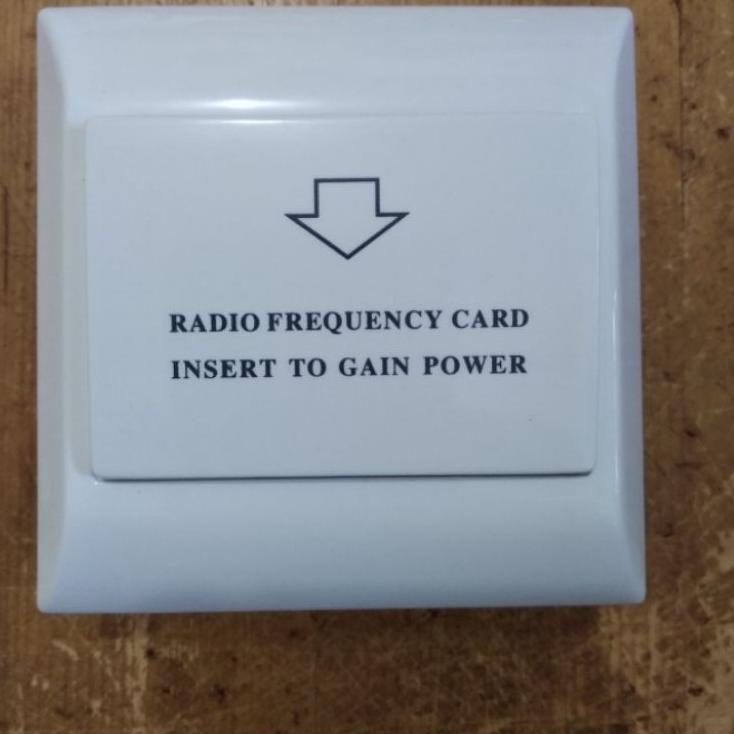 RADIO FREQUENCY CARD
INSERT TO GAIN POWER